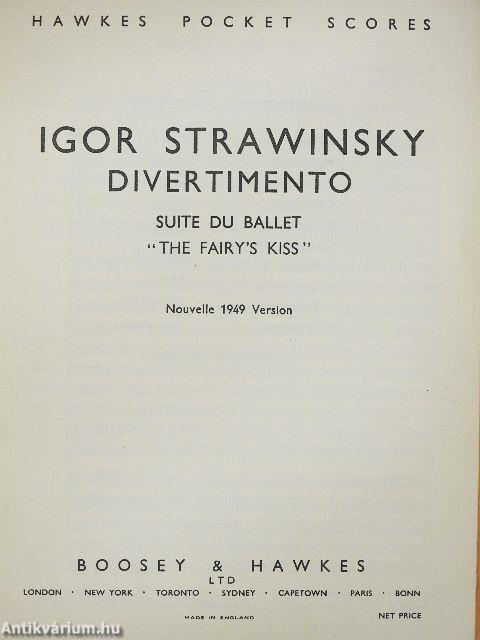 HAWKES POCKET SCORES
IGOR STRAWINSKY
DIVERTIMENTO
SUITE DU BALLET
"THE FAIRY'S KISS"
Nouvelle 1949 Version
BOOSEY & HAWKES
LTD
LONDON · NEW YORK · TORONTO · SYDNEY · CAPETOWN · PARIS · BONN
MADE IN ENGLAND
NET PRICE
Antikvárium.hu